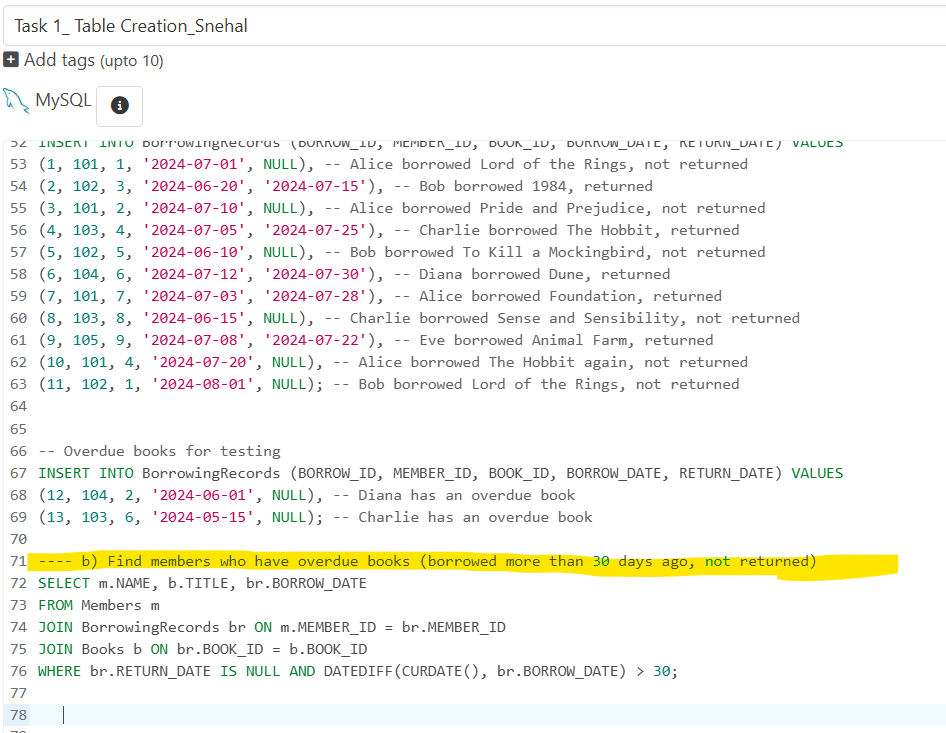 Task 1_ Table Creation_Snehal
Add tags (upto 10)
MySQL
52 INSERT INTO BorrowingRecords (BORROW_ID, MEMBER_ID, BOOK_ID, BORROW_DATE, RETURN_DATE) VALUES
53 (1, 101, 1, '2024-07-01', NULL), -- Alice borrowed Lord of the Rings, not returned
54 (2, 102, 3, '2024-06-20', '2024-07-15'), -- Bob borrowed 1984, returned
55 (3, 101, 2, '2024-07-10', NULL), -- Alice borrowed Pride and Prejudice, not returned
56 (4, 103, 4, '2024-07-05', '2024-07-25'), -- Charlie borrowed The Hobbit, returned
57 (5, 102, 5, '2024-06-10', NULL), -- Bob borrowed To Kill a Mockingbird, not returned
58 (6, 104, 6, '2024-07-12', '2024-07-30'), -- Diana borrowed Dune, returned
59 (7, 101, 7, '2024-07-03', '2024-07-28'), -- Alice borrowed Foundation, returned
60 (8, 103, 8, '2024-06-15', NULL), -- Charlie borrowed Sense and Sensibility, not returned
61 (9, 105, 9, '2024-07-08', '2024-07-22'), -- Eve borrowed Animal Farm, returned
62 (10, 101, 4, '2024-07-20', NULL), -- Alice borrowed The Hobbit again, not returned
63 (11, 102, 1, '2024-08-01', NULL); -- Bob borrowed Lord of the Rings, not returned
64
65
66 -- Overdue books for testing
67 INSERT INTO BorrowingRecords (BORROW_ID, MEMBER_ID, BOOK_ID, BORROW_DATE, RETURN_DATE) VALUES
68 (12, 104, 2, '2024-06-01', NULL), -- Diana has an overdue book
69 (13, 103, 6, '2024-05-15', NULL); -- Charlie has an overdue book
70
71 ---- b) Find members who have overdue books (borrowed more than 30 days ago, not returned)
72 SELECT m.NAME, b.TITLE, br.BORROW_DATE
73 FROM Members m
74 JOIN BorrowingRecords br ON m.MEMBER_ID = br.MEMBER_ID
75 JOIN Books b ON br.BOOK_ID = b.BOOK_ID
76 WHERE br.RETURN_DATE IS NULL AND DATEDIFF(CURDATE(), br.BORROW_DATE) > 30;
77
78